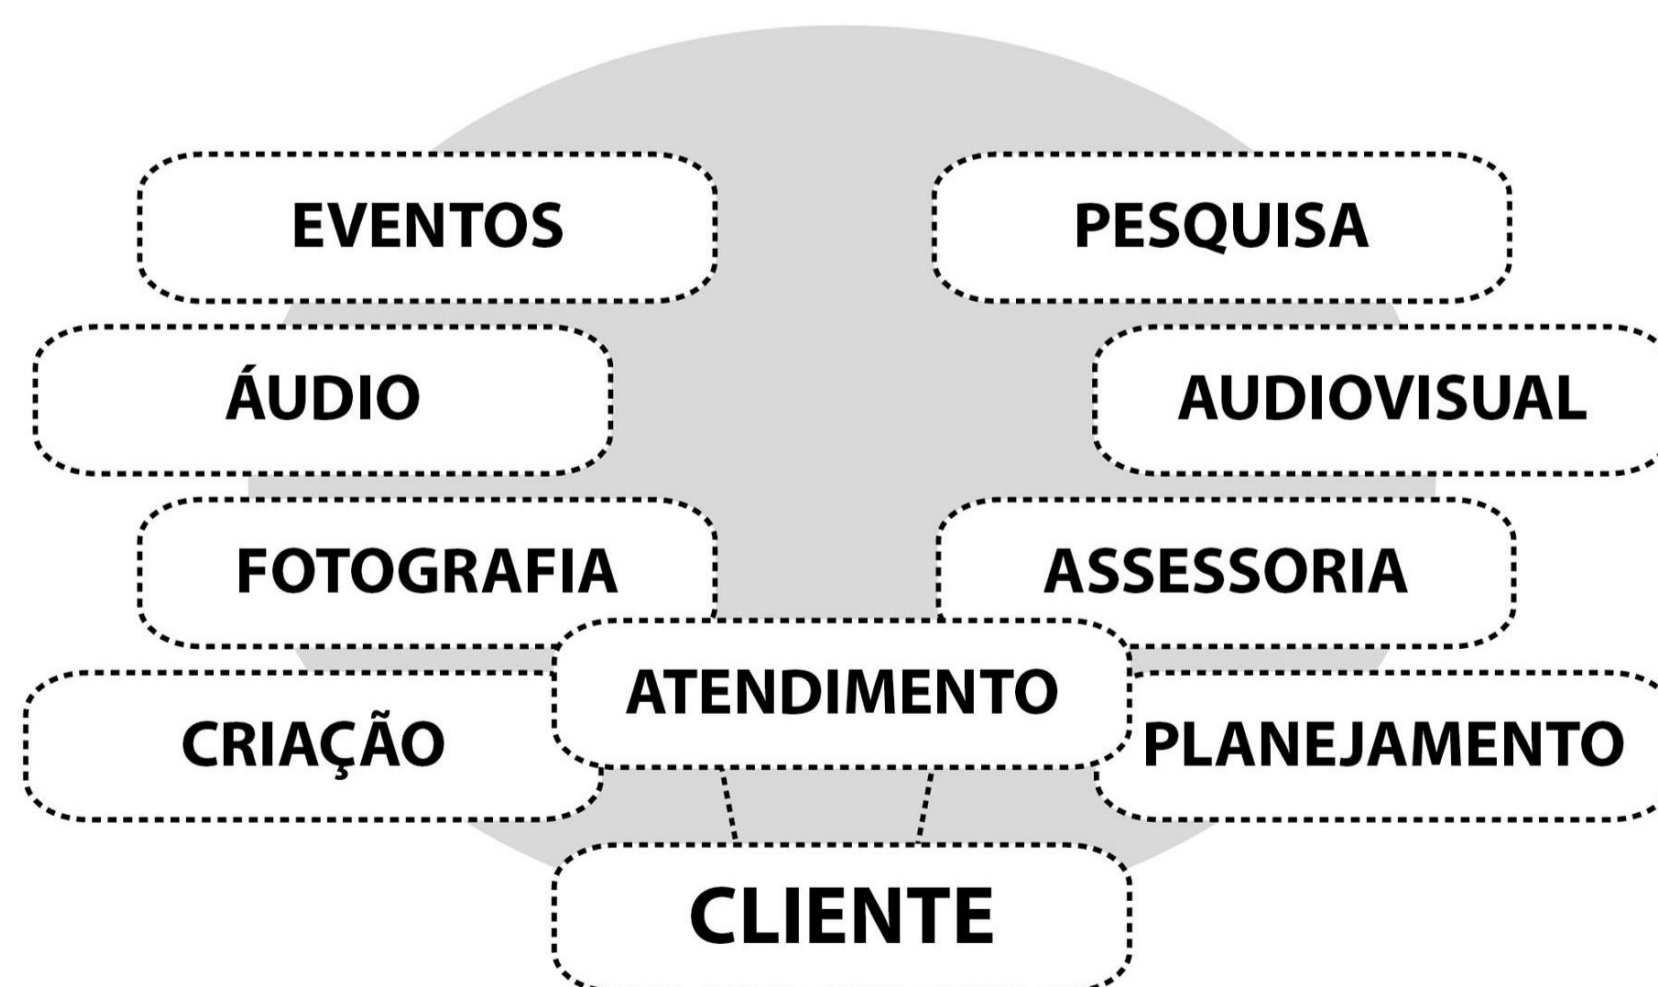 EVENTOS
PESQUISA
ÁUDIO
AUDIOVISUAL
FOTOGRAFIA
ASSESSORIA
ATENDIMENTO
CRIAÇÃO
PLANEJAMENTO
CLIENTE